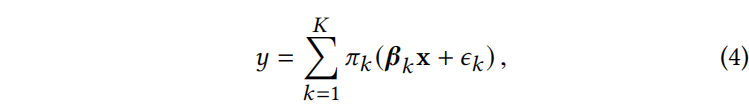 y = \sum_{k=1}^{K} \pi_k (\boldsymbol{\beta}_k \mathbf{x} + \epsilon_k) , (4)